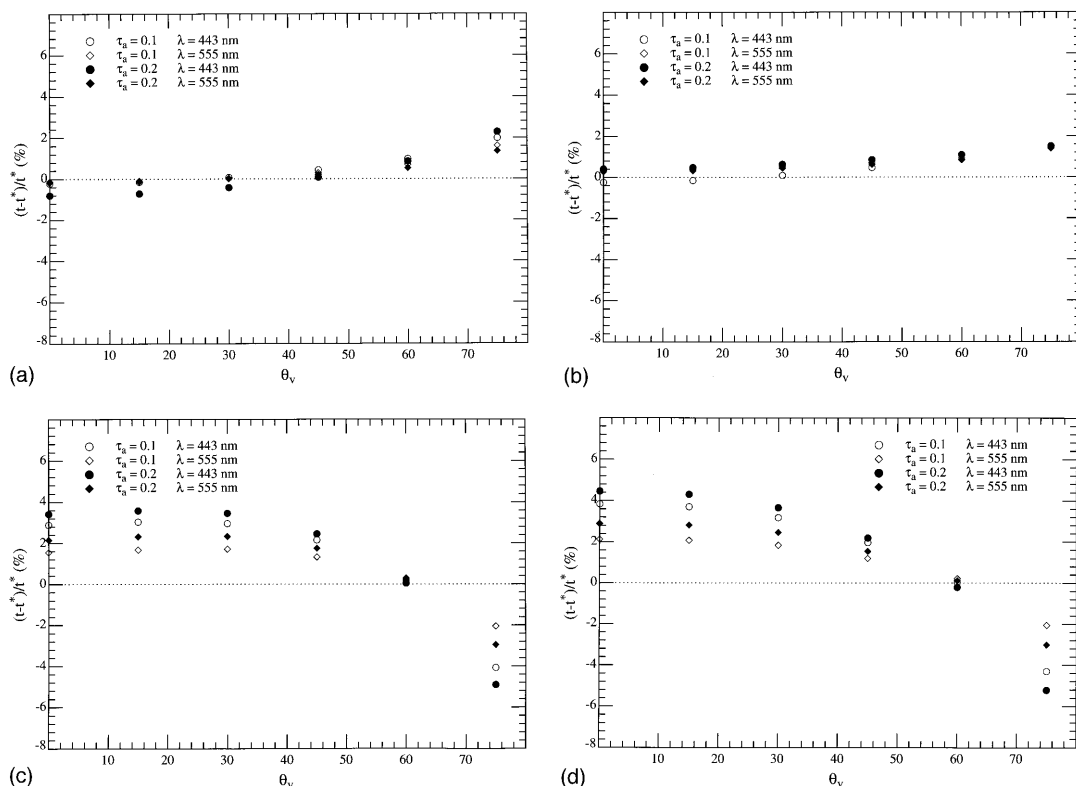 8
6
4
2
0
-2
-4
-6
-8
(t-t*)/t* (%)
τa = 0.1 λ = 443 nm
τa = 0.1 λ = 555 nm
τa = 0.2 λ = 443 nm
τa = 0.2 λ = 555 nm
10 20 30 40 50 60 70
θv
(a)
8
6
4
2
0
-2
-4
-6
-8
(t-t*)/t* (%)
τa = 0.1 λ = 443 nm
τa = 0.1 λ = 555 nm
τa = 0.2 λ = 443 nm
τa = 0.2 λ = 555 nm
10 20 30 40 50 60 70
θv
(b)
8
6
4
2
0
-2
-4
-6
-8
(t-t*)/t* (%)
τa = 0.1 λ = 443 nm
τa = 0.1 λ = 555 nm
τa = 0.2 λ = 443 nm
τa = 0.2 λ = 555 nm
10 20 30 40 50 60 70
θv
(c)
8
6
4
2
0
-2
-4
-6
-8
(t-t*)/t* (%)
τa = 0.1 λ = 443 nm
τa = 0.1 λ = 555 nm
τa = 0.2 λ = 443 nm
τa = 0.2 λ = 555 nm
10 20 30 40 50 60 70
θv
(d)